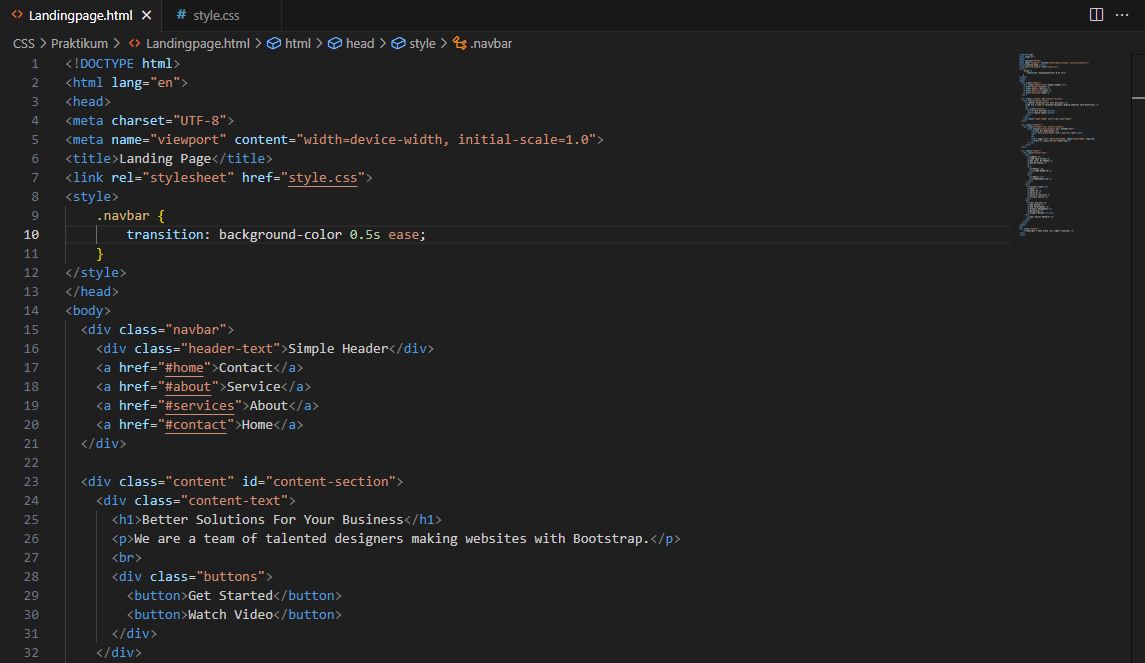 Landingpage.html
style.css
CSS > Praktikum > Landingpage.html > html > head > style > .navbar
1 <!DOCTYPE html>
2 <html lang="en">
3 <head>
4 <meta charset="UTF-8">
5 <meta name="viewport" content="width=device-width, initial-scale=1.0">
6 <title>Landing Page</title>
7 <link rel="stylesheet" href="style.css">
8 <style>
9 .navbar {
10 transition: background-color 0.5s ease;
11 }
12 </style>
13 </head>
14 <body>
15 <div class="navbar">
16 <div class="header-text">Simple Header</div>
17 <a href="#home">Contact</a>
18 <a href="#about">Service</a>
19 <a href="#services">About</a>
20 <a href="#contact">Home</a>
21 </div>
22
23 <div class="content" id="content-section">
24 <div class="content-text">
25 <h1>Better Solutions For Your Business</h1>
26 <p>We are a team of talented designers making websites with Bootstrap.</p>
27 <br>
28 <div class="buttons">
29 <button>Get Started</button>
30 <button>Watch Video</button>
31 </div>
32 </div>